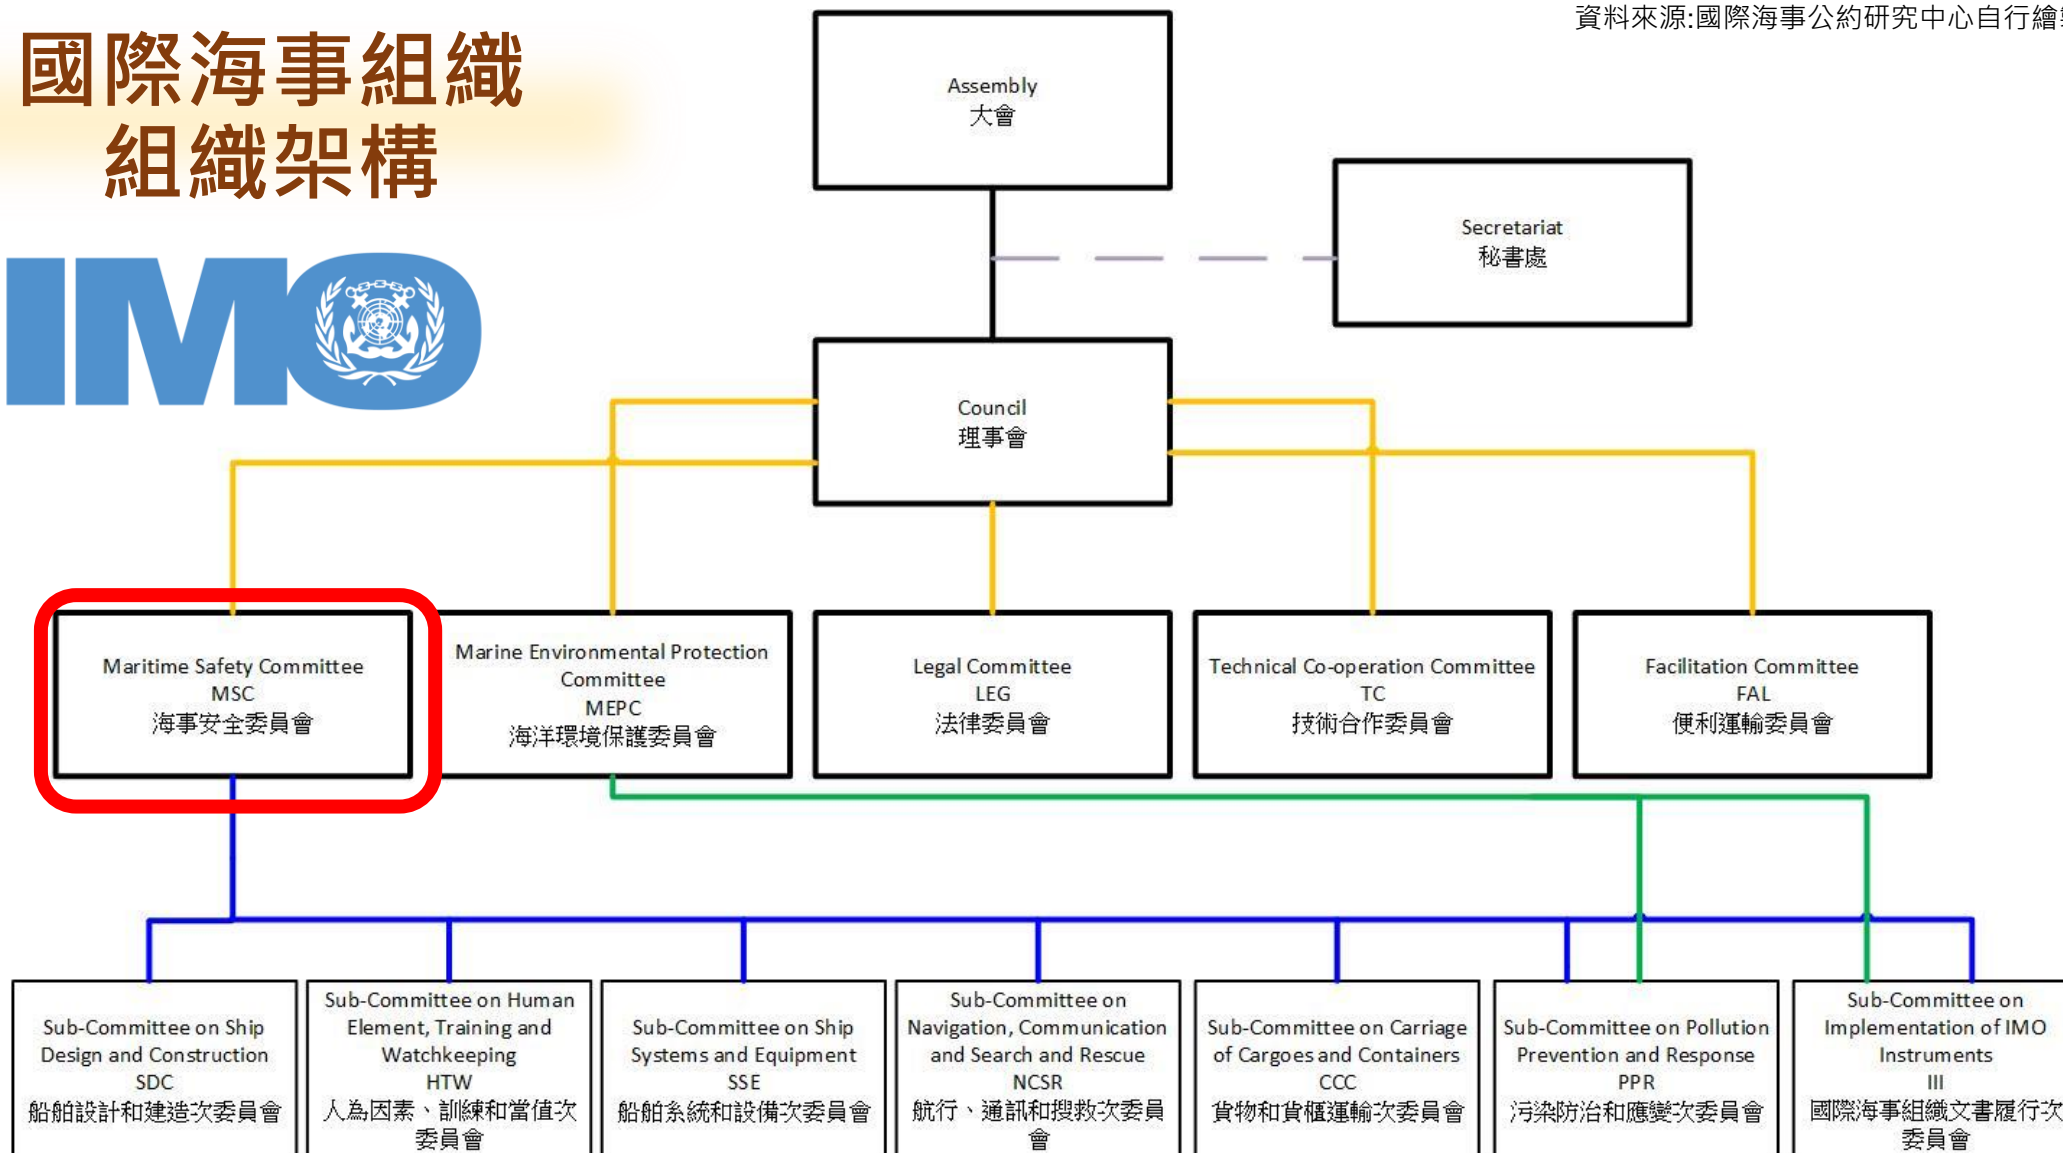 資料來源:國際海事公約研究中心自行繪
國際海事組織
組織架構
IMO
Assembly
大會
Secretariat
秘書處
Council
理事會
Maritime Safety Committee
MSC
海事安全委員會
Marine Environmental Protection
Committee
MEPC
海洋環境保護委員會
Legal Committee
LEG
法律委員會
Technical Co-operation Committee
TC
技術合作委員會
Facilitation Committee
FAL
便利運輸委員會
Sub-Committee on Ship
Design and Construction
SDC
船舶設計和建造次委員會
Sub-Committee on Human
Element, Training and
Watchkeeping
HTW
人為因素、訓練和當值次
委員會
Sub-Committee on Ship
Systems and Equipment
SSE
船舶系統和設備次委員會
Sub-Committee on
Navigation, Communication
and Search and Rescue
NCSR
航行、通訊和搜救次委員
會
Sub-Committee on Carriage
of Cargoes and Containers
CCC
貨物和貨櫃運輸次委員會
Sub-Committee on Pollution
Prevention and Response
PPR
污染防治和應變次委員會
Sub-Committee on
Implementation of IMO
Instruments
III
國際海事組織文書履行次
委員會